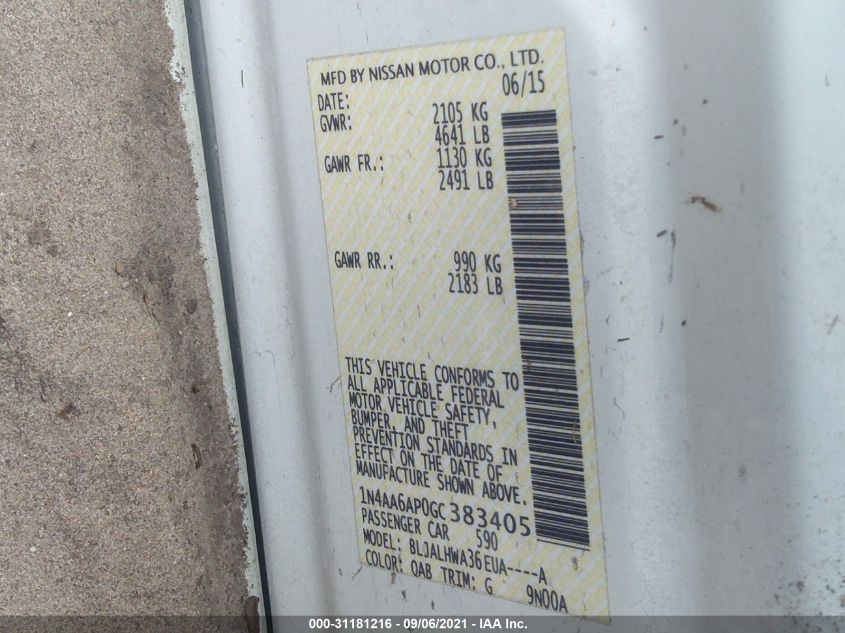 MFD BY NISSAN MOTOR CO., LTD.
DATE: 06/15
GVWR: 2105 KG
4641 LB
GAWR FR.: 1130 KG
2491 LB
GAWR RR.: 990 KG
2183 LB
THIS VEHICLE CONFORMS TO
ALL APPLICABLE FEDERAL
MOTOR VEHICLE SAFETY,
BUMPER, AND THEFT
PREVENTION STANDARDS IN
EFFECT ON THE DATE OF
MANUFACTURE SHOWN ABOVE.
1N4AA6AP0GC383405
PASSENGER CAR 590
MODEL: BLJALHWA36EUA----A
COLOR: QAB TRIM: G 9N00A
000-31181216 - 09/06/2021 - IAA Inc.